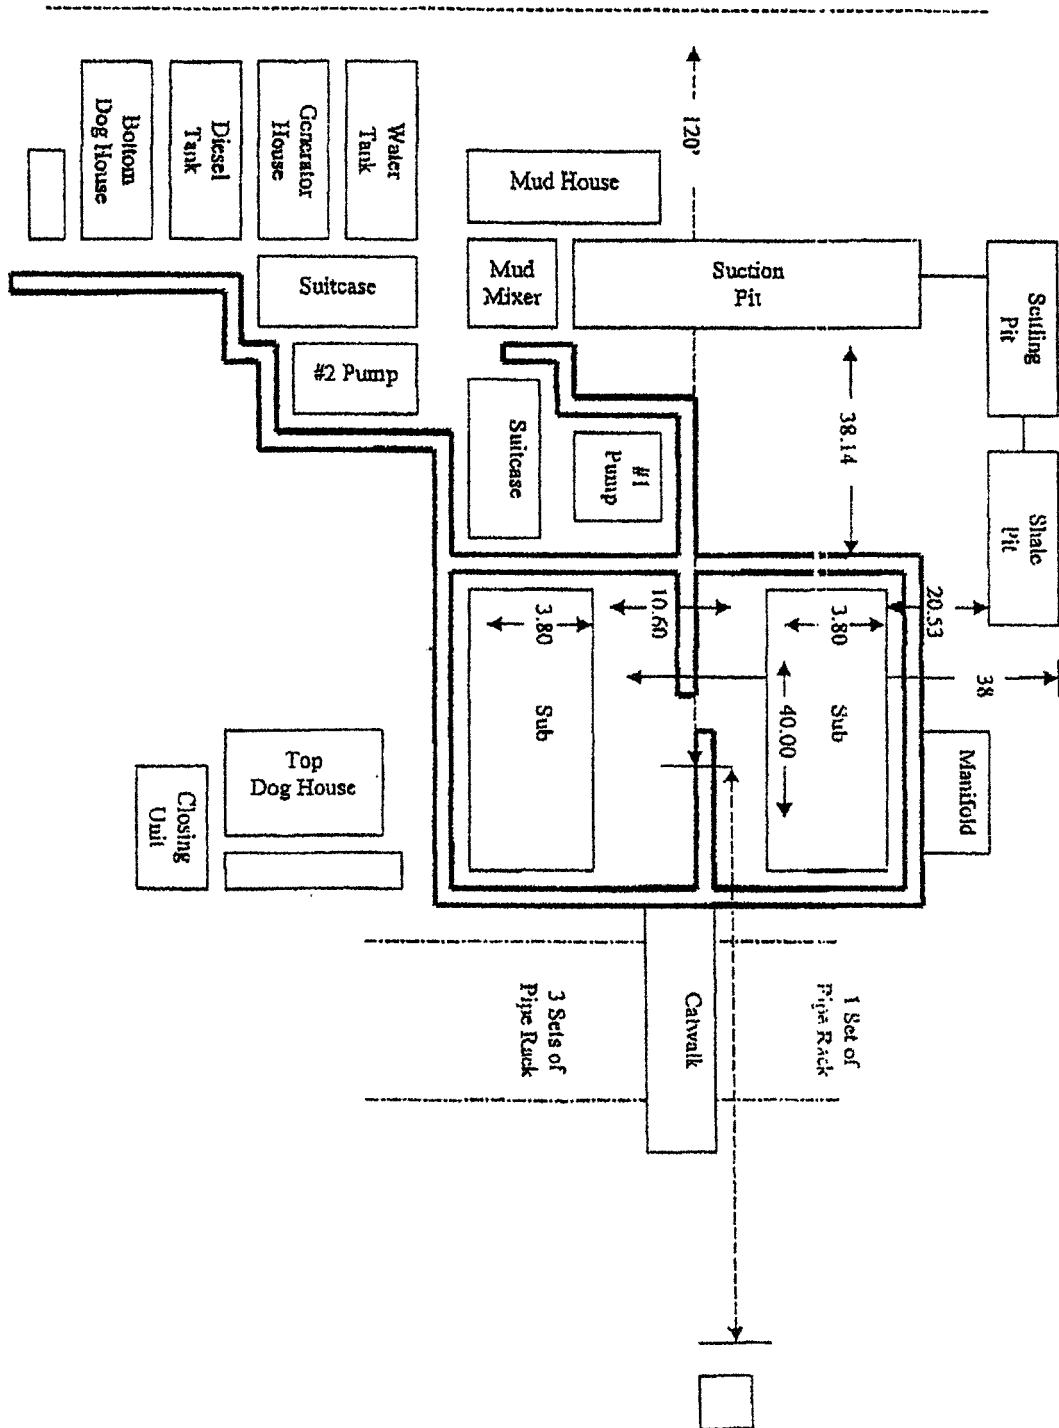 120'
Bottom
Dog House
Diesel
Tank
Generator
House
Water
Tank
Mud House
Suitcase
Mud
Mixer
Suction
Pit
Settling
Pit
#2 Pump
Suitcase
#1
Pump
38.14
Shale
Pit
3.80
10.60
3.80
20.53
38
Sub
40.00
Sub
Manifold
Top
Dog House
Closing
Unit
3 Sets of
Pipe Rack
Catwalk
1 Set of
Pipe Rack